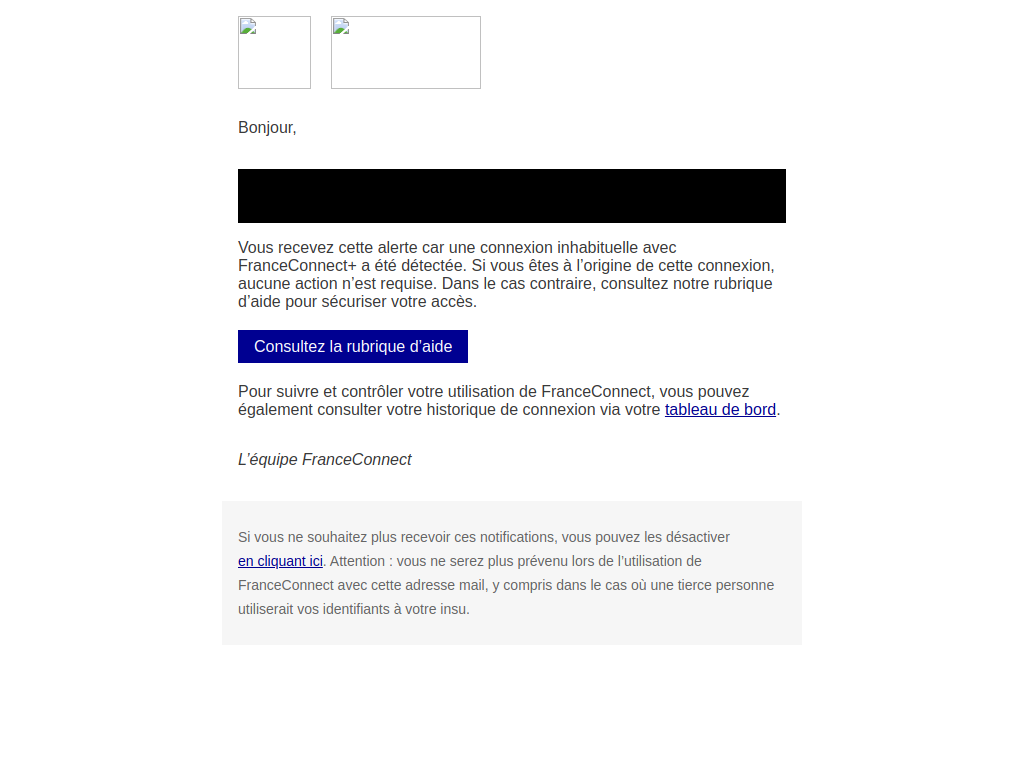 Bonjour,
Vous recevez cette alerte car une connexion inhabituelle avec
FranceConnect+ a été détectée. Si vous êtes à l’origine de cette connexion,
aucune action n’est requise. Dans le cas contraire, consultez notre rubrique
d’aide pour sécuriser votre accès.
Consultez la rubrique d’aide
Pour suivre et contrôler votre utilisation de FranceConnect, vous pouvez
également consulter votre historique de connexion via votre tableau de bord.
L’équipe FranceConnect
Si vous ne souhaitez plus recevoir ces notifications, vous pouvez les désactiver
en cliquant ici. Attention : vous ne serez plus prévenu lors de l’utilisation de
FranceConnect avec cette adresse mail, y compris dans le cas où une tierce personne
utiliserait vos identifiants à votre insu.